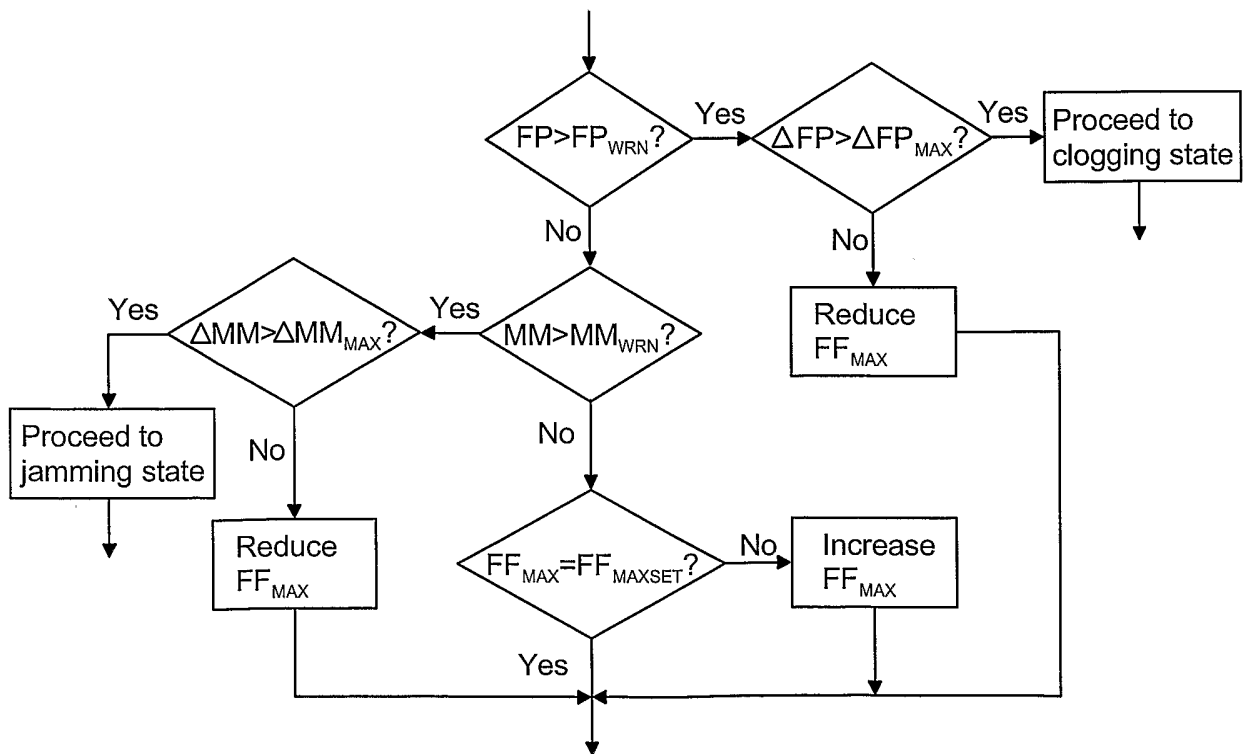 Yes
Yes
FP>FP_WRN?
ΔFP>ΔFP_MAX?
Proceed to
clogging state
No
No
Yes
Yes
Reduce
FF_MAX
ΔMM>ΔMM_MAX?
MM>MM_WRN?
Proceed to
jamming state
No
No
Reduce
FF_MAX
FF_MAX=FF_MAXSET?
No
Increase
FF_MAX
Yes